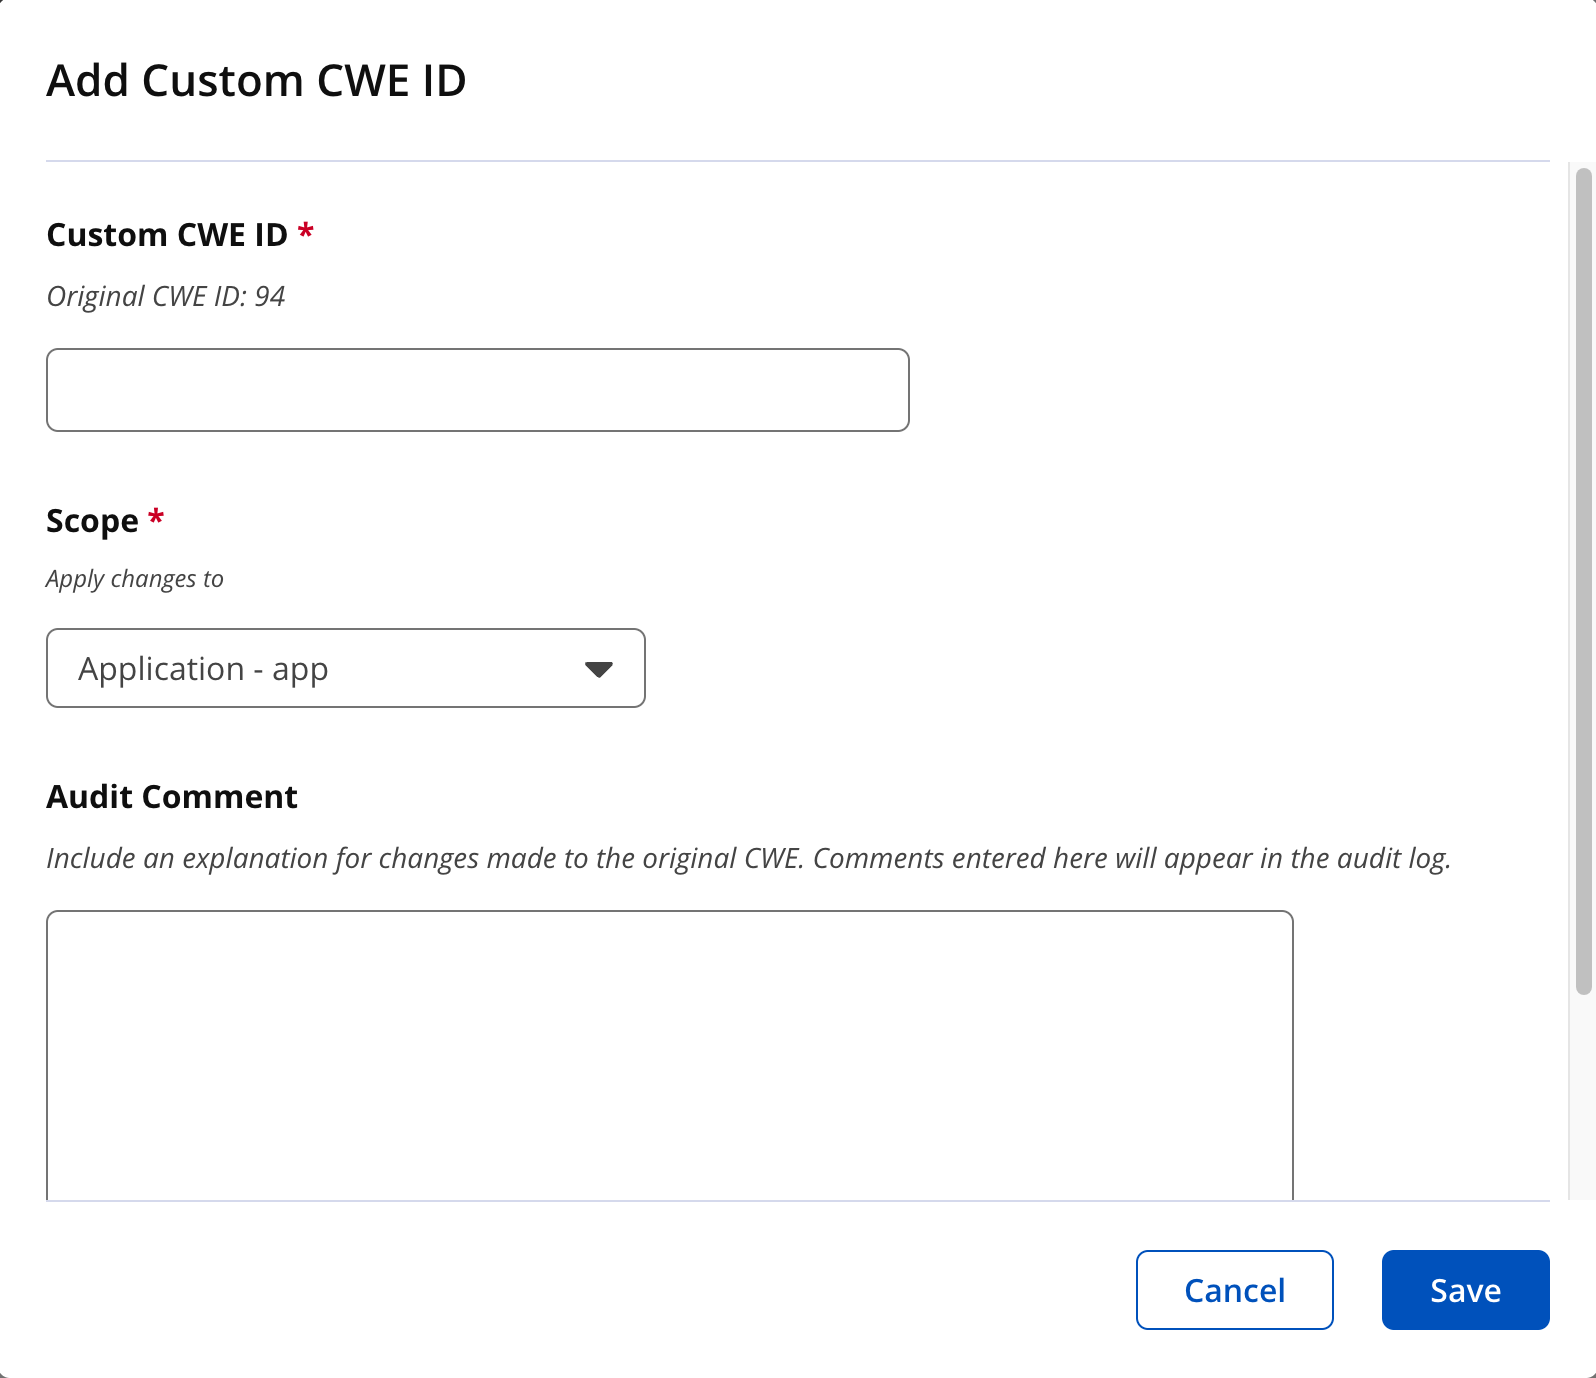 Add Custom CWE ID
Custom CWE ID *
Original CWE ID: 94
Scope *
Apply changes to
Application - app
Audit Comment
Include an explanation for changes made to the original CWE. Comments entered here will appear in the audit log.
Cancel
Save